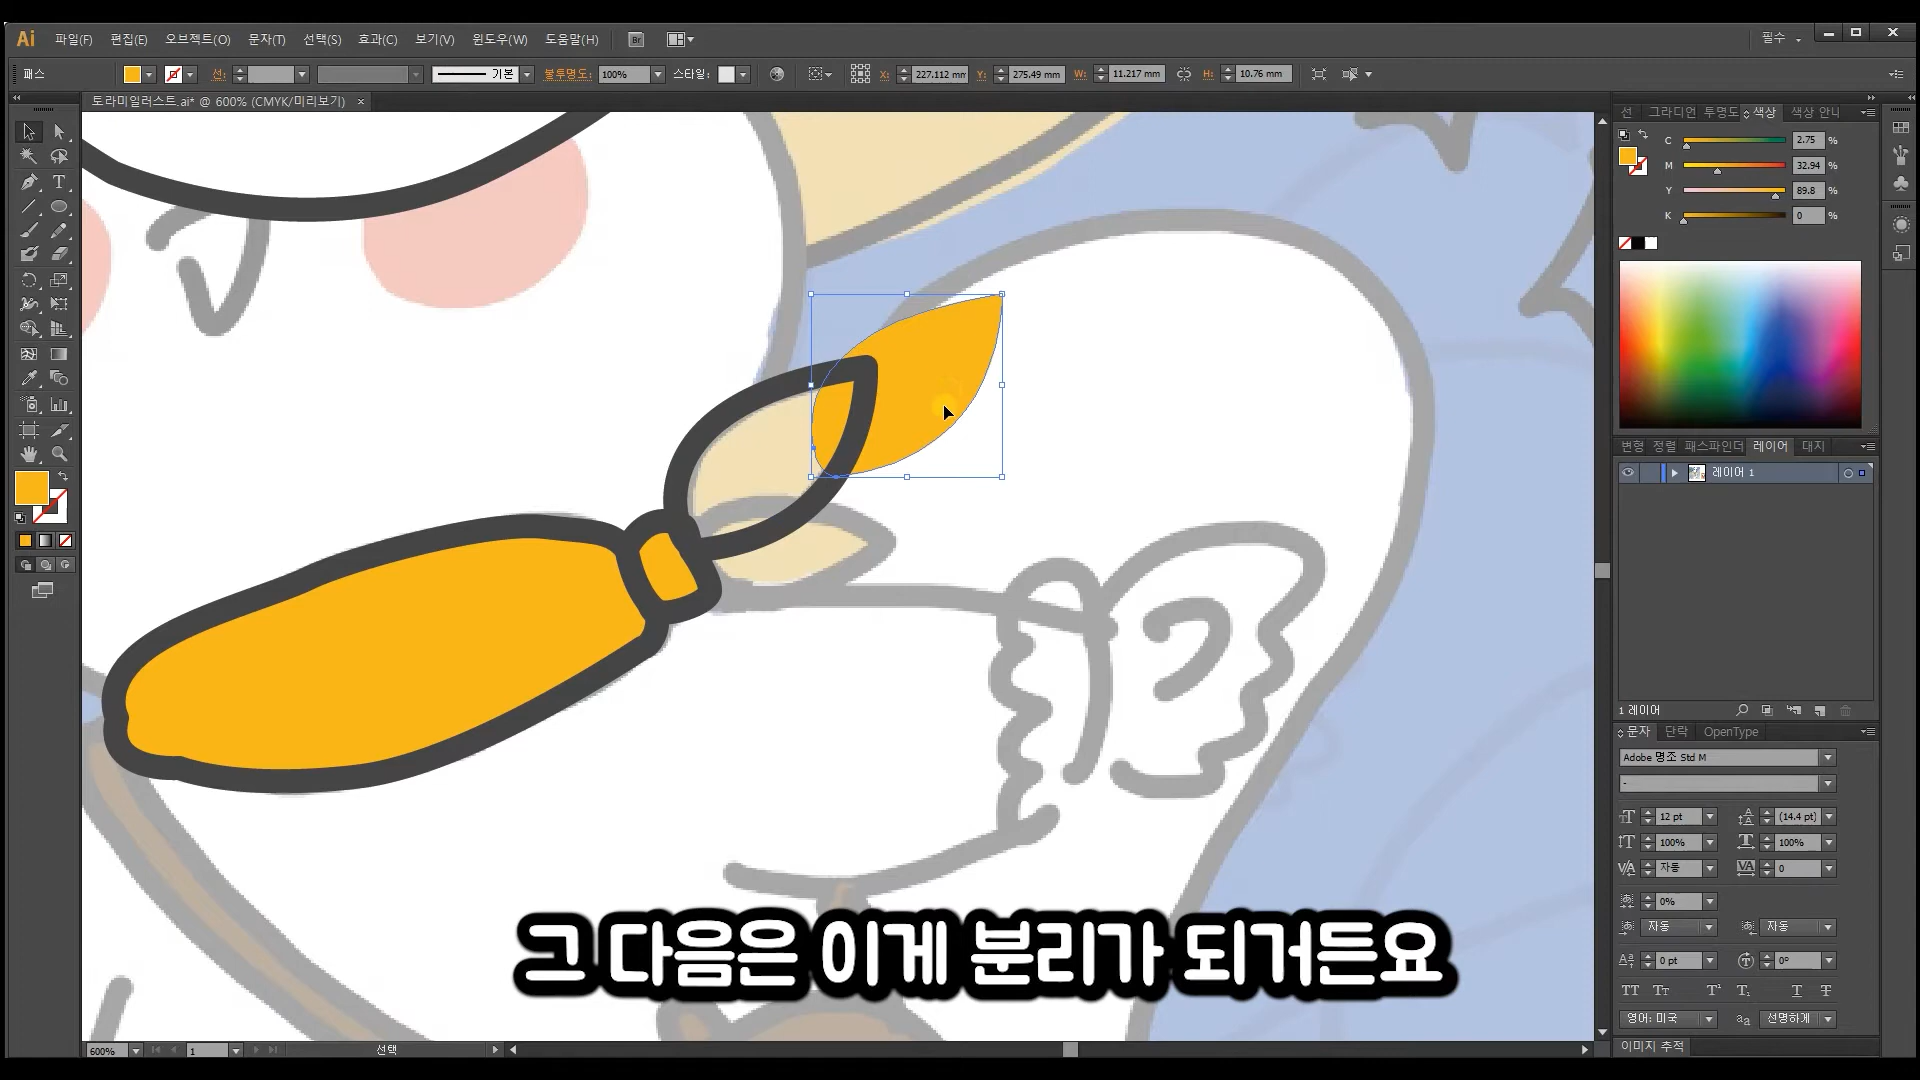 Ai 파일(F) 편집(E) 오브젝트(O) 문자(T) 선택(S) 효과(C) 보기(V) 윈도우(W) 도움말(H) Br 필수
패스 선: 기본 불투명도: 100% 스타일: X: 227.112 mm Y: 275.49 mm W: 11.217 mm H: 10.76 mm
토라미일러스트.ai* @ 600% (CMYK/미리보기) ×
선 그라디언 투명도 색상 색상 안내
C 2.75 %
M 32.94 %
Y 89.8 %
K 0 %
변형 정렬 패스파인더 레이어 대지
레이어 1
1 레이어
문자 단락 OpenType
Adobe 명조 Std M
-
12 pt (14.4 pt)
100% 100%
자동 0
0%
자동 자동
0 pt 0°
TT Tt T¹ T₁ T T
영어: 미국 aa 선명하게
이미지 추적
그 다음은 이게 분리가 되거든요
600% 1 선택